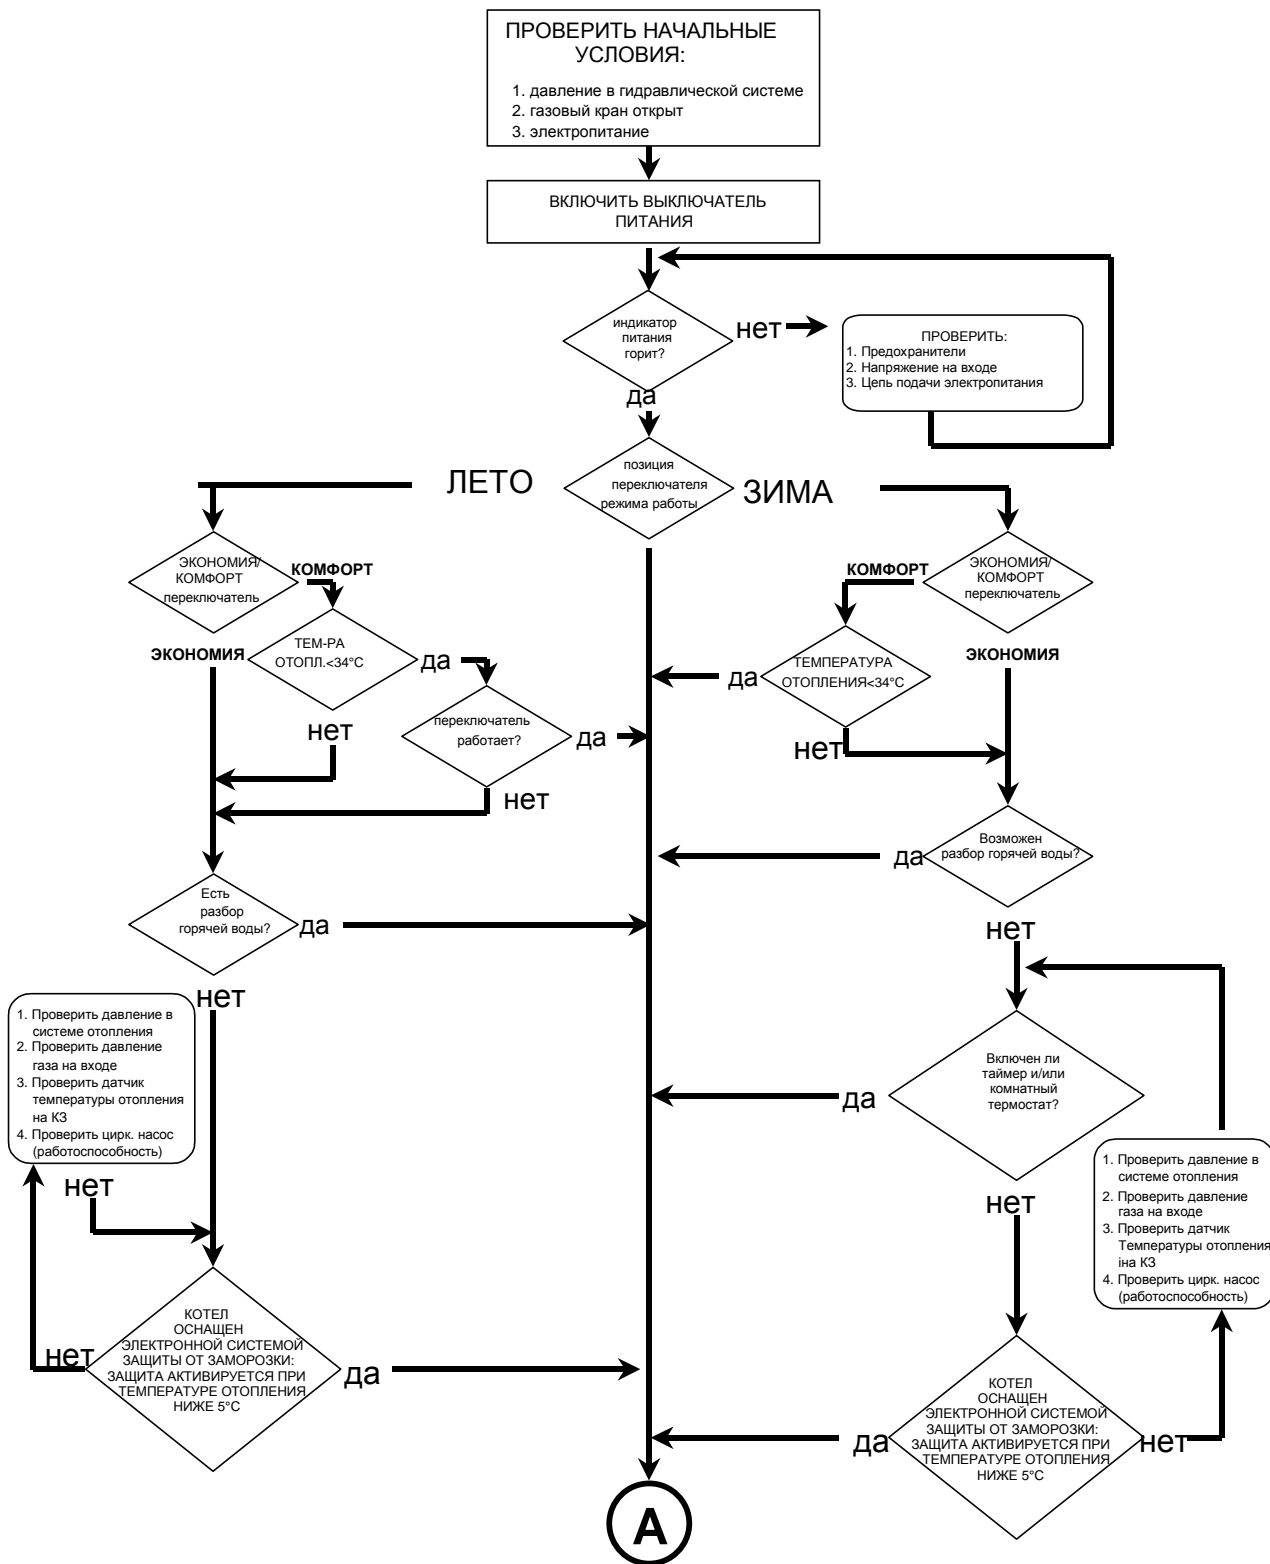 ПРОВЕРИТЬ НАЧАЛЬНЫЕ
УСЛОВИЯ:
1. давление в гидравлической системе
2. газовый кран открыт
3. электропитание
ВКЛЮЧИТЬ ВЫКЛЮЧАТЕЛЬ
ПИТАНИЯ
индикатор
питания
горит?
нет
ПРОВЕРИТЬ:
1. Предохранители
2. Напряжение на входе
3. Цепь подачи электропитания
да
ЛЕТО
позиция
переключателя
режима работы
ЗИМА
ЭКОНОМИЯ/
КОМФОРТ
переключатель
КОМФОРТ
ЭКОНОМИЯ
ТЕМ-РА
ОТОПЛ.<34°C
да
нет
переключатель
работает?
да
нет
КОМФОРТ
ЭКОНОМИЯ/
КОМФОРТ
переключатель
ЭКОНОМИЯ
ТЕМПЕРАТУРА
ОТОПЛЕНИЯ<34°C
да
нет
Возможен
разбор горячей воды?
да
нет
Есть
разбор
горячей воды?
да
нет
1. Проверить давление в
системе отопления
2. Проверить давление
газа на входе
3. Проверить датчик
температуры отопления
на КЗ
4. Проверить цирк. насос
(работоспособность)
нет
Включен ли
таймер и/или
комнатный
термостат?
да
нет
1. Проверить давление в
системе отопления
2. Проверить давление
газа на входе
3. Проверить датчик
Температуры отопления
iна КЗ
4. Проверить цирк. насос
(работоспособность)
КОТЕЛ
ОСНАЩЕН
ЭЛЕКТРОННОЙ СИСТЕМОЙ
ЗАЩИТЫ ОТ ЗАМОРОЗКИ:
ЗАЩИТА АКТИВИРУЕТСЯ ПРИ
ТЕМПЕРАТУРЕ ОТОПЛЕНИЯ
НИЖЕ 5°C
нет
да
КОТЕЛ
ОСНАЩЕН
ЭЛЕКТРОННОЙ СИСТЕМОЙ
ЗАЩИТЫ ОТ ЗАМОРОЗКИ:
ЗАЩИТА АКТИВИРУЕТСЯ ПРИ
ТЕМПЕРАТУРЕ ОТОПЛЕНИЯ
НИЖЕ 5°C
да
нет
А